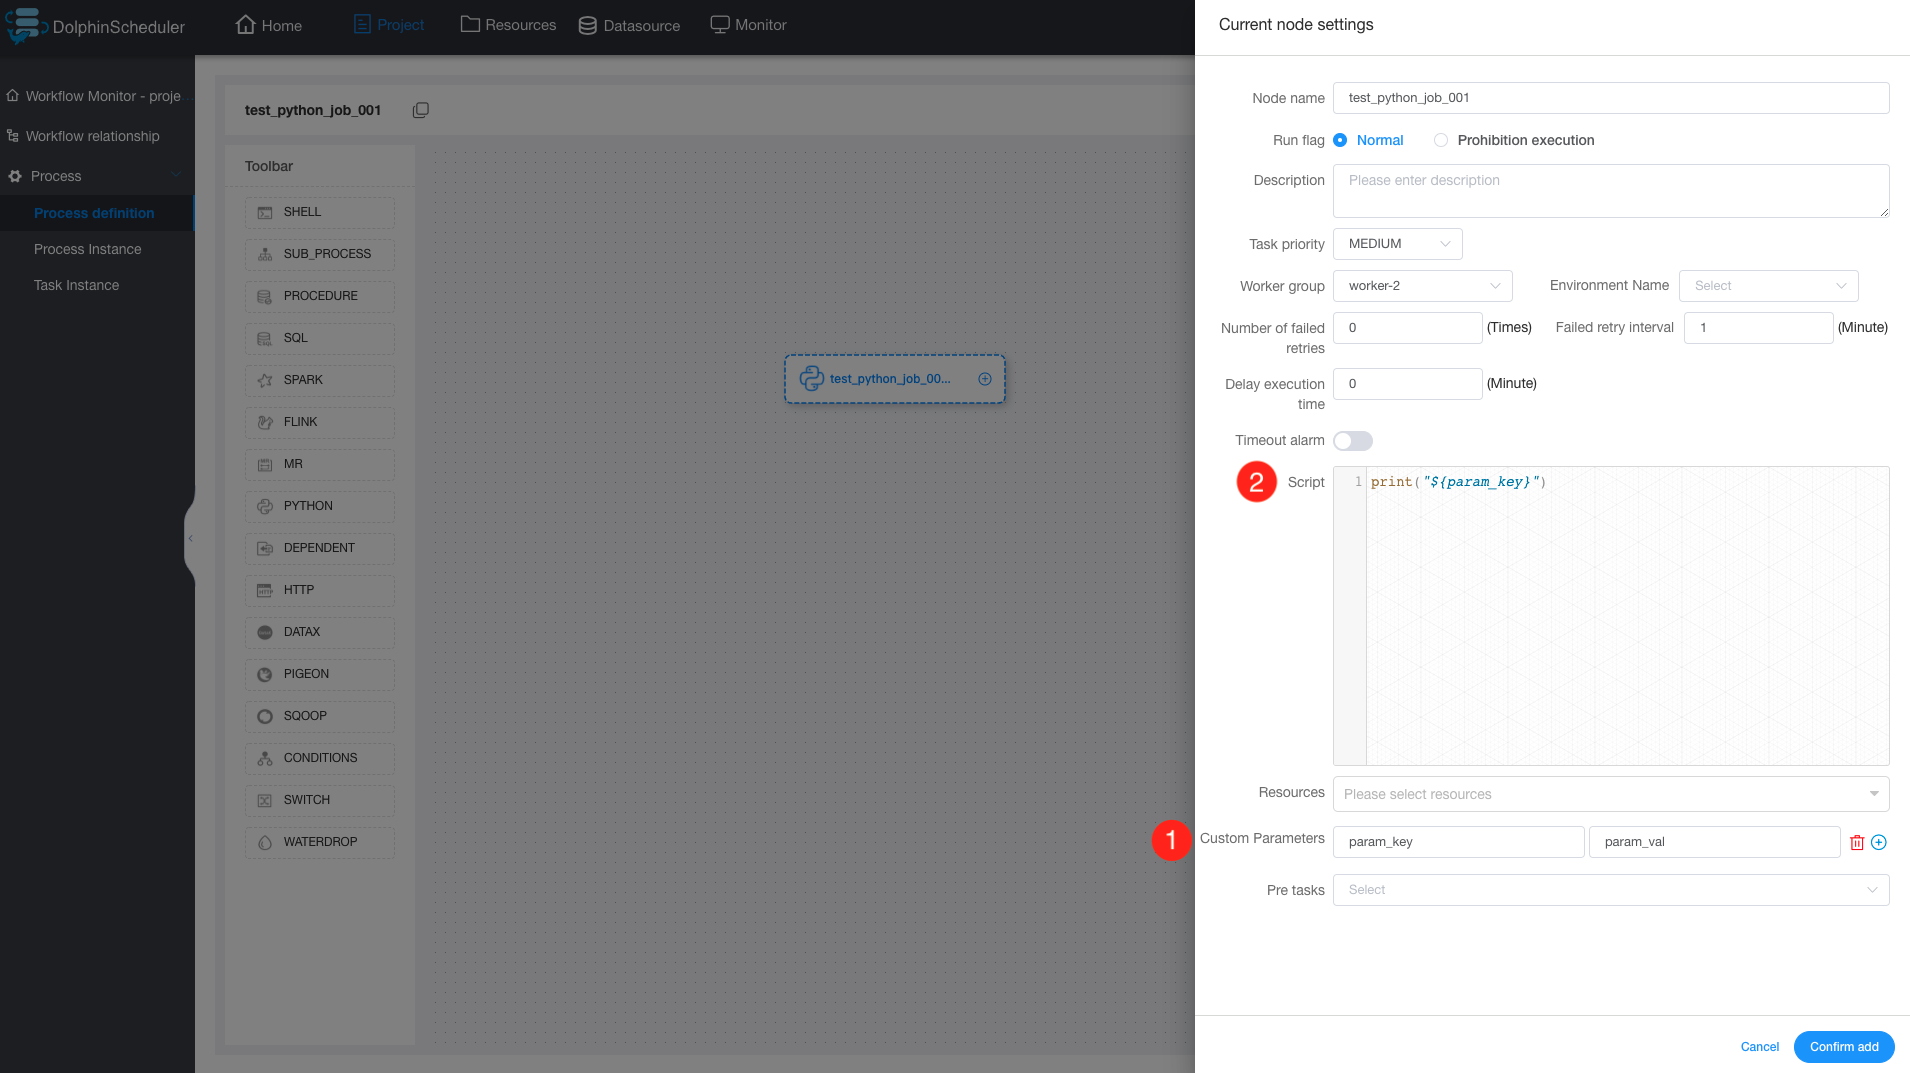 DolphinScheduler
Home
Project
Resources
Datasource
Monitor
Workflow Monitor - proje
Workflow relationship
Process
Process definition
Process Instance
Task Instance
test_python_job_001
Toolbar
SHELL
SUB_PROCESS
PROCEDURE
SQL
SPARK
FLINK
MR
PYTHON
DEPENDENT
HTTP
DATAX
PIGEON
SQOOP
CONDITIONS
SWITCH
WATERDROP
test_python_job_00...
Current node settings
Node name test_python_job_001
Run flag Normal Prohibition execution
Description Please enter description
Task priority MEDIUM
Worker group worker-2 Environment Name Select
Number of failed retries 0 (Times) Failed retry interval 1 (Minute)
Delay execution time 0 (Minute)
Timeout alarm
2 Script 1 print("${param_key}")
Resources Please select resources
1 Custom Parameters param_key param_val
Pre tasks Select
Cancel Confirm add